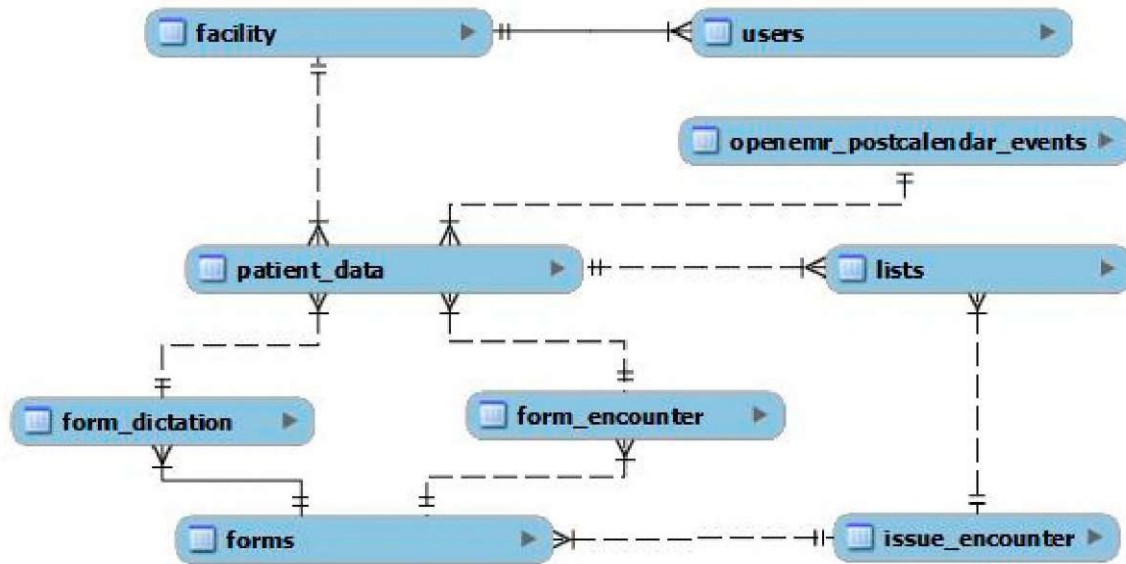 facility
users
openemr_postcalendar_events
patient_data
lists
form_dictation
form_encounter
forms
issue_encounter